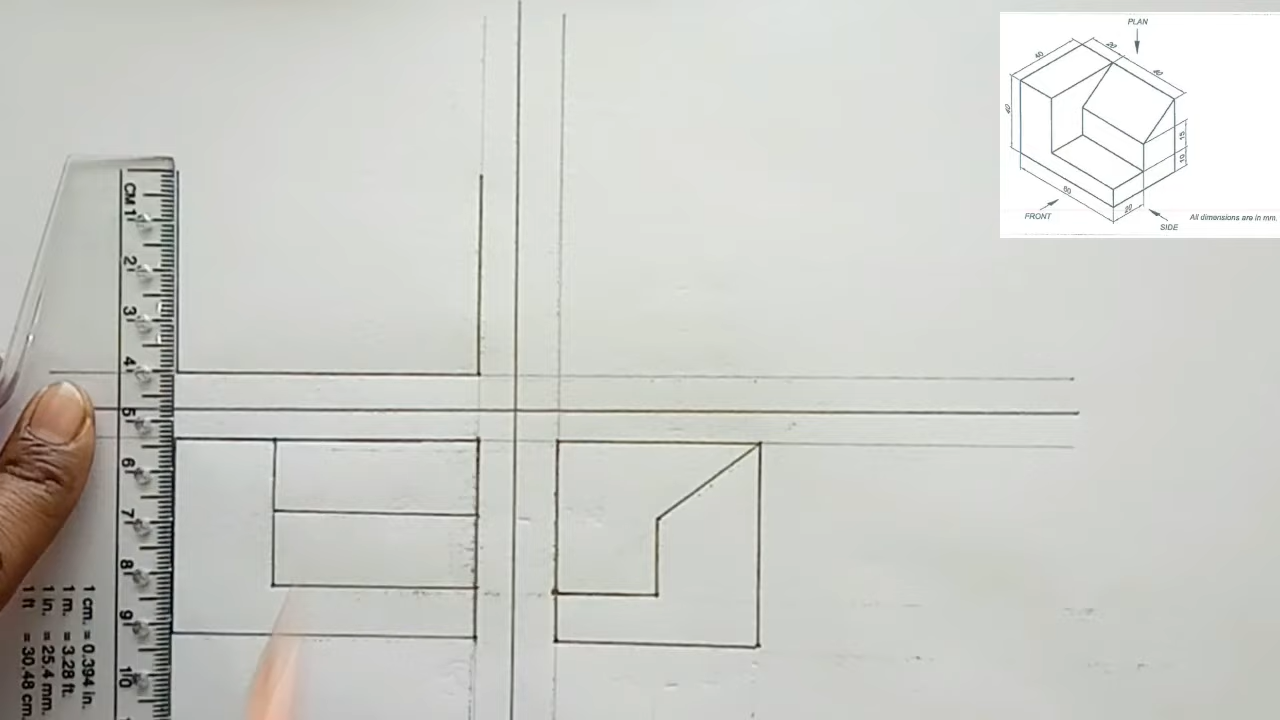 PLAN
40
20
40
40
15
10
60
20
FRONT
SIDE
All dimensions are in mm.
CM 1
2
3
4
5
6
7
8
9
10
1 cm. = 0.394 in.
1 m. = 3.28 ft.
1 in. = 25.4 mm.
1 ft = 30.48 cm.